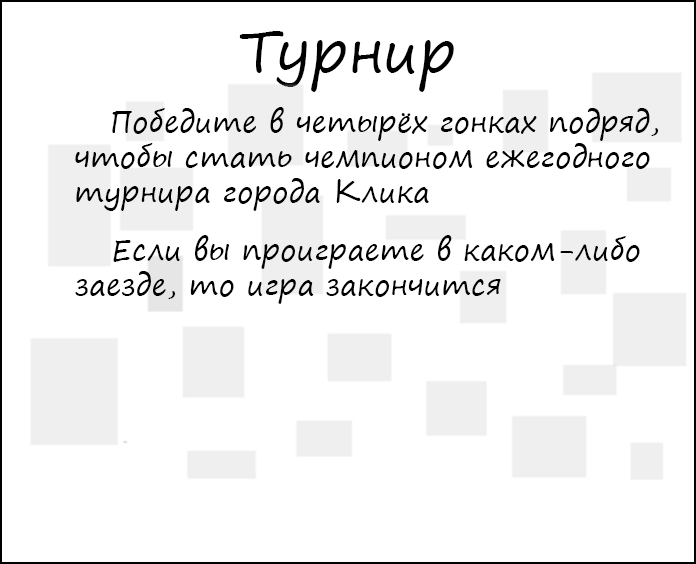 Турнир
Победите в четырёх гонках подряд,
чтобы стать чемпионом ежегодного
турнира города Клика
Если вы проиграете в каком-либо
заезде, то игра закончится